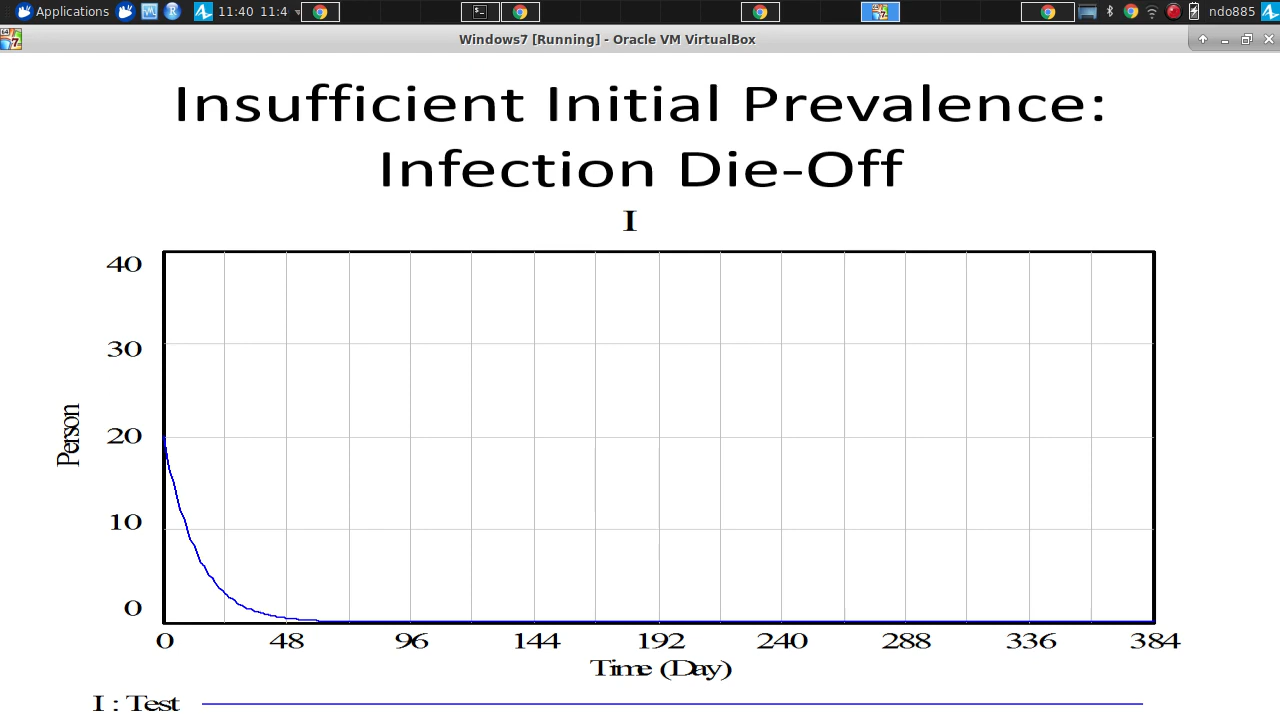 Applications 11:40 11:4 ndo885
Windows7 [Running] - Oracle VM VirtualBox
Insufficient Initial Prevalence:
Infection Die-Off
I
40
30
20
10
0
Person
0 48 96 144 192 240 288 336 384
Time (Day)
I : Test